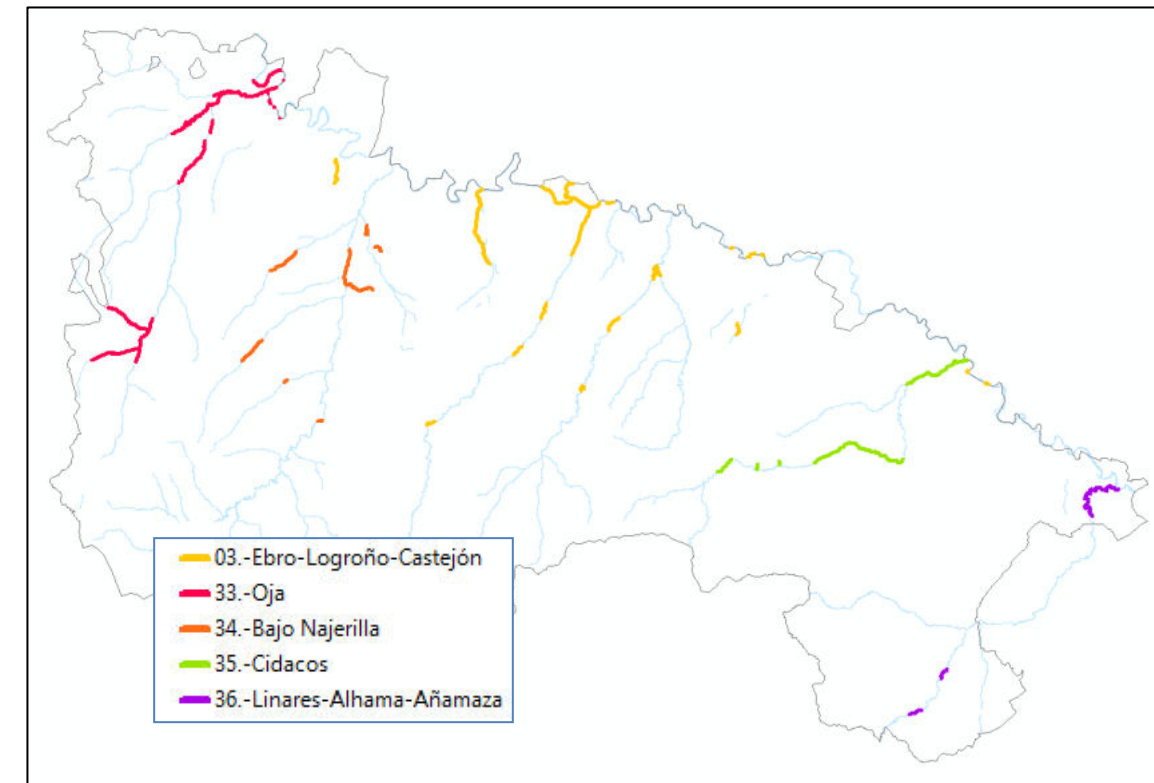 03.-Ebro-Logroño-Castejón
33.-Oja
34.-Bajo Najerilla
35.-Cidacos
36.-Linares-Alhama-Añamaza